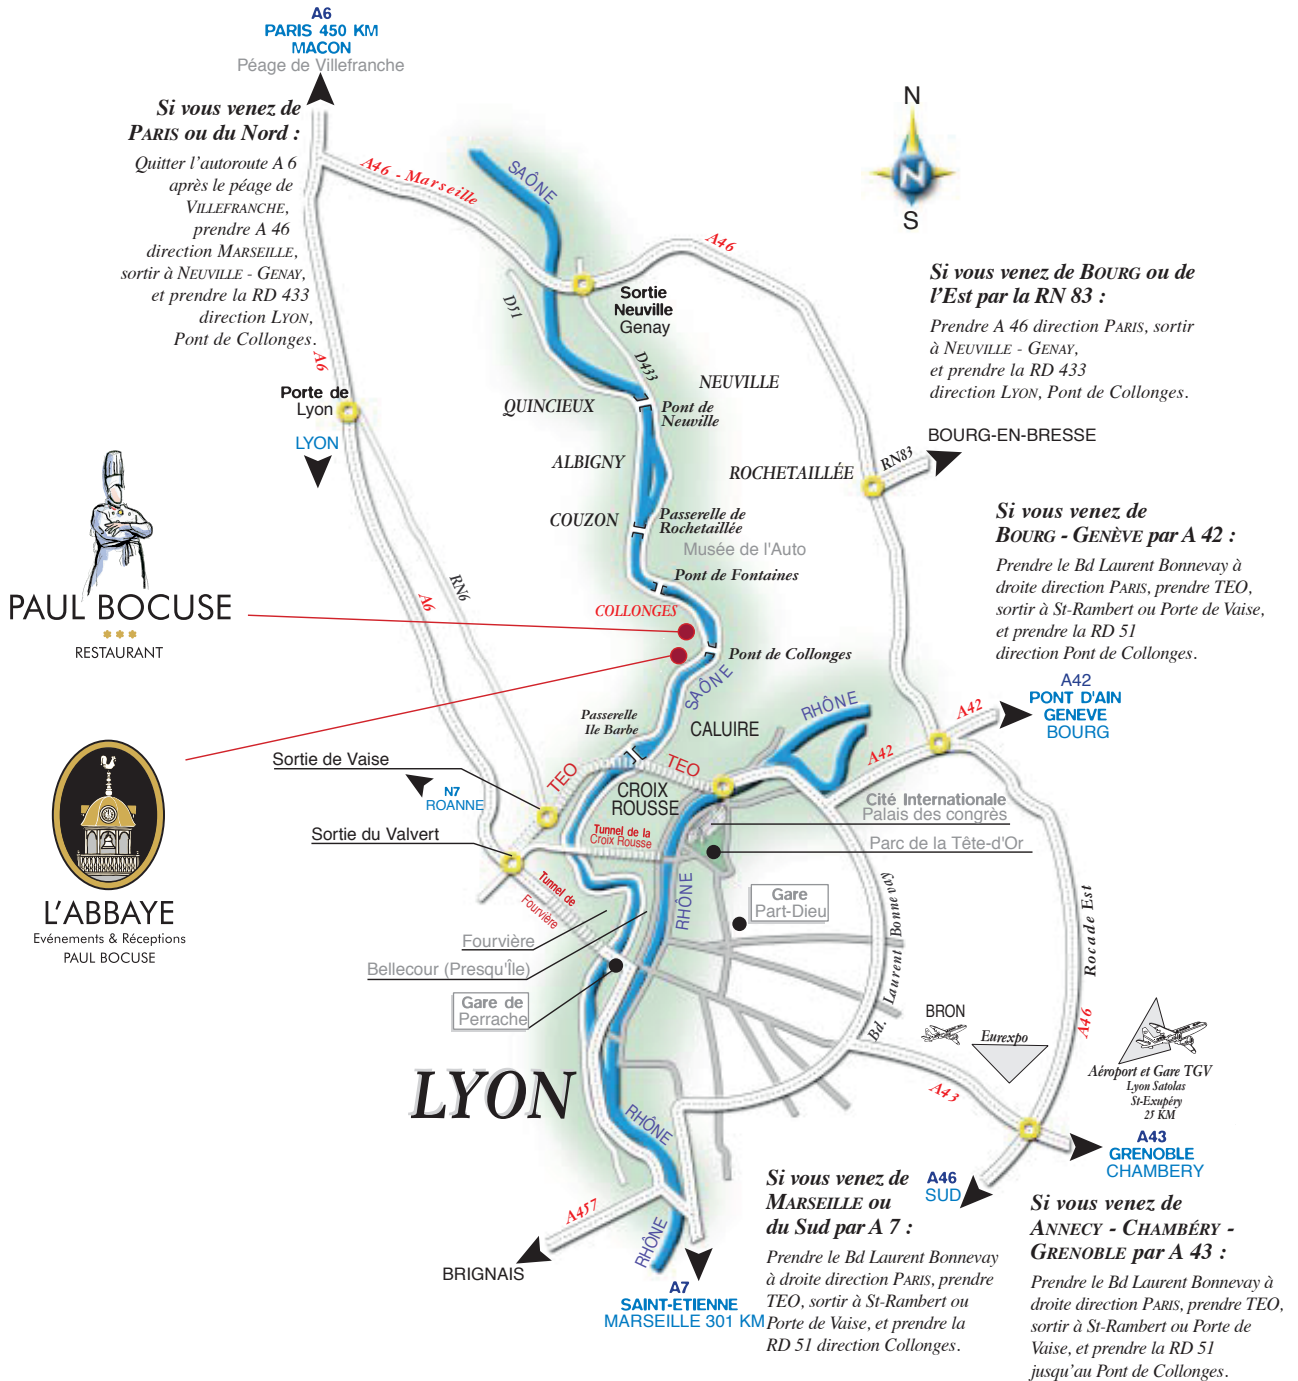 A6
PARIS 450 KM
MACON
Péage de Villefranche
Si vous venez de
PARIS ou du Nord :
Quitter l'autoroute A 6
après le péage de
VILLEFRANCHE,
prendre A 46
direction MARSEILLE,
sortir à NEUVILLE - GENAY,
et prendre la RD 433
direction LYON,
Pont de Collonges.
A46 - Marseille
SAÔNE
A46
N
N
S
Si vous venez de BOURG ou de
l'Est par la RN 83 :
Prendre A 46 direction PARIS, sortir
à NEUVILLE - GENAY,
et prendre la RD 433
direction LYON, Pont de Collonges.
D51
Sortie
Neuville
Genay
D433
A6
Porte de
Lyon
LYON
NEUVILLE
QUINCIEUX
Pont de
Neuville
BOURG-EN-BRESSE
RN83
ALBIGNY
ROCHETAILLÉE
COUZON
Passerelle de
Rochetaillée
Musée de l'Auto
Pont de Fontaines
Si vous venez de
BOURG - GENÈVE par A 42 :
Prendre le Bd Laurent Bonnevay à
droite direction PARIS, prendre TEO,
sortir à St-Rambert ou Porte de Vaise,
et prendre la RD 51
direction Pont de Collonges.
A6
RN6
PAUL BOCUSE
RESTAURANT
COLLONGES
Pont de Collonges
SAÔNE
A42
PONT D'AIN
GENEVE
BOURG
A42
RHÔNE
Passerelle
Ile Barbe
CALUIRE
A42
TEO
TEO
Sortie de Vaise
N7
ROANNE
CROIX
ROUSSE
Cité Internationale
Palais des congrès
Sortie du Valvert
Tunnel de la
Croix Rousse
Parc de la Tête-d'Or
Tunnel de
Fourvière
RHÔNE
Gare
Part-Dieu
Bd. Laurent Bonnevay
Rocade Est
L'ABBAYE
Evénements & Réceptions
PAUL BOCUSE
Fourvière
Bellecour (Presqu'Île)
Gare de
Perrache
BRON
Eurexpo
A46
Aéroport et Gare TGV
Lyon Satolas
St-Exupéry
25 KM
LYON
A43
RHÔNE
A43
GRENOBLE
CHAMBERY
A46
SUD
A457
RHÔNE
BRIGNAIS
A7
SAINT-ETIENNE
MARSEILLE 301 KM
Si vous venez de
MARSEILLE ou
du Sud par A 7 :
Prendre le Bd Laurent Bonnevay
à droite direction PARIS, prendre
TEO, sortir à St-Rambert ou
Porte de Vaise, et prendre la
RD 51 direction Collonges.
Si vous venez de
ANNECY - CHAMBÉRY -
GRENOBLE par A 43 :
Prendre le Bd Laurent Bonnevay à
droite direction PARIS, prendre TEO,
sortir à St-Rambert ou Porte de
Vaise, et prendre la RD 51
jusqu'au Pont de Collonges.